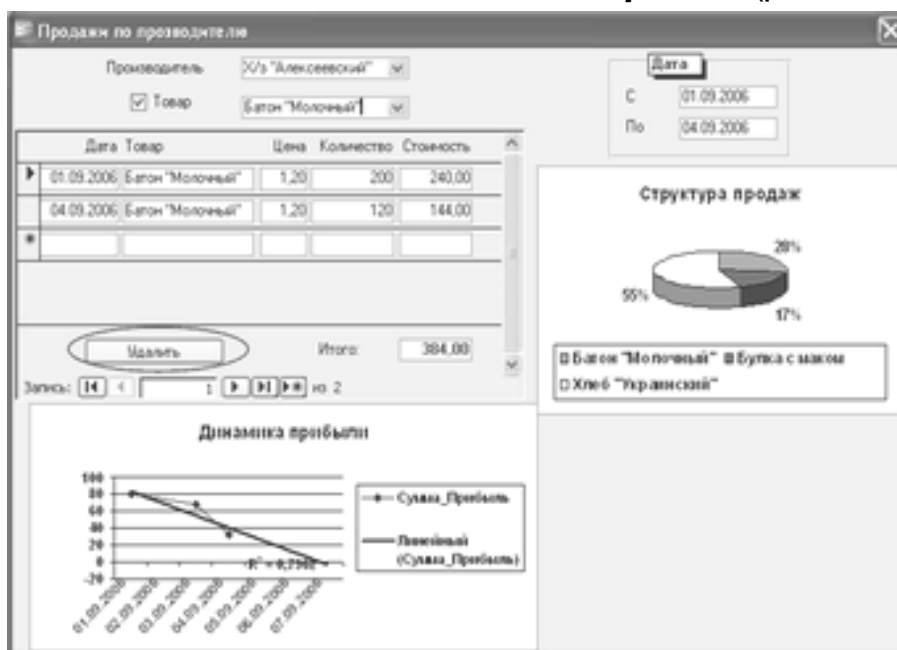 Продажи по прозводителю
Производитель Х/з "Алексеевский"
Товар Батон "Молочный"
Дата
С 01.09.2006
По 04.09.2006
Дата Товар Цена Количество Стоимость
01.09.2006 Батон "Молочный" 1,20 200 240,00
04.09.2006 Батон "Молочный" 1,20 120 144,00
Удалить Итого: 384,00
Запись: 1 из 2
Структура продаж
28%
55%
17%
Батон "Молочный" Булка с маком
Хлеб "Украинский"
Динамика прибыли
100
80
60
40
20
0
-20
01.09.2006 02.09.2006 03.09.2006 04.09.2006 05.09.2006 06.09.2006 07.09.2006
Сумма_Прибыль
Линейный
(Сумма_Прибыль)